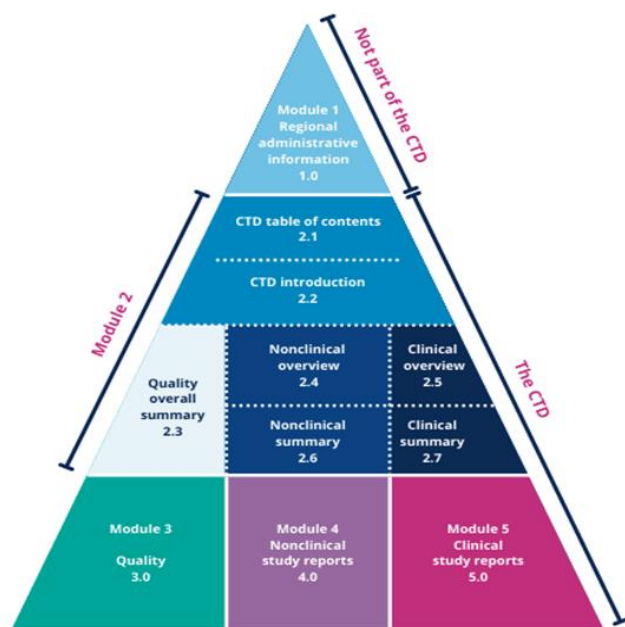 Not part of the CTD
Module 1
Regional
administrative
information
1.0
Module 2
The CTD
CTD table of contents
2.1
CTD introduction
2.2
Quality
overall
summary
2.3
Nonclinical
overview
2.4
Clinical
overview
2.5
Nonclinical
summary
2.6
Clinical
summary
2.7
Module 3
Quality
3.0
Module 4
Nonclinical
study reports
4.0
Module 5
Clinical
study reports
5.0